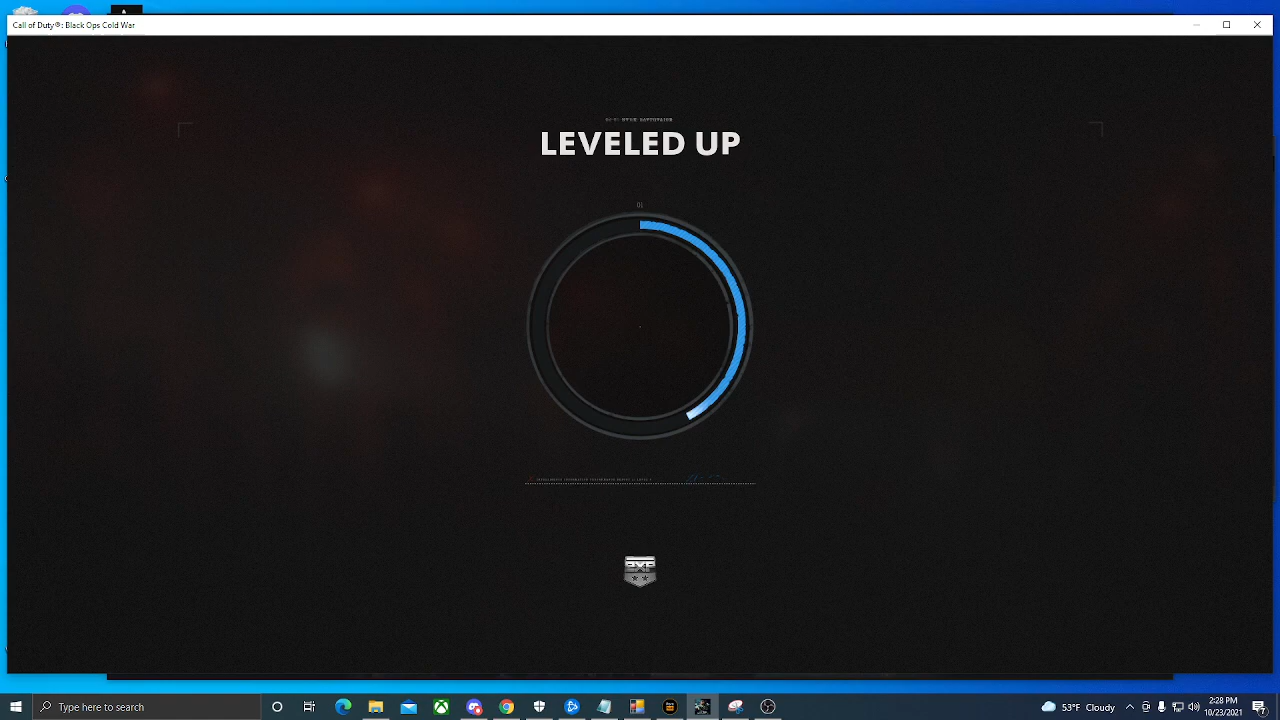 Call of Duty®: Black Ops Cold War
LEVELED UP
Type here to search
53°F Cloudy
2:28 PM
10/23/2021